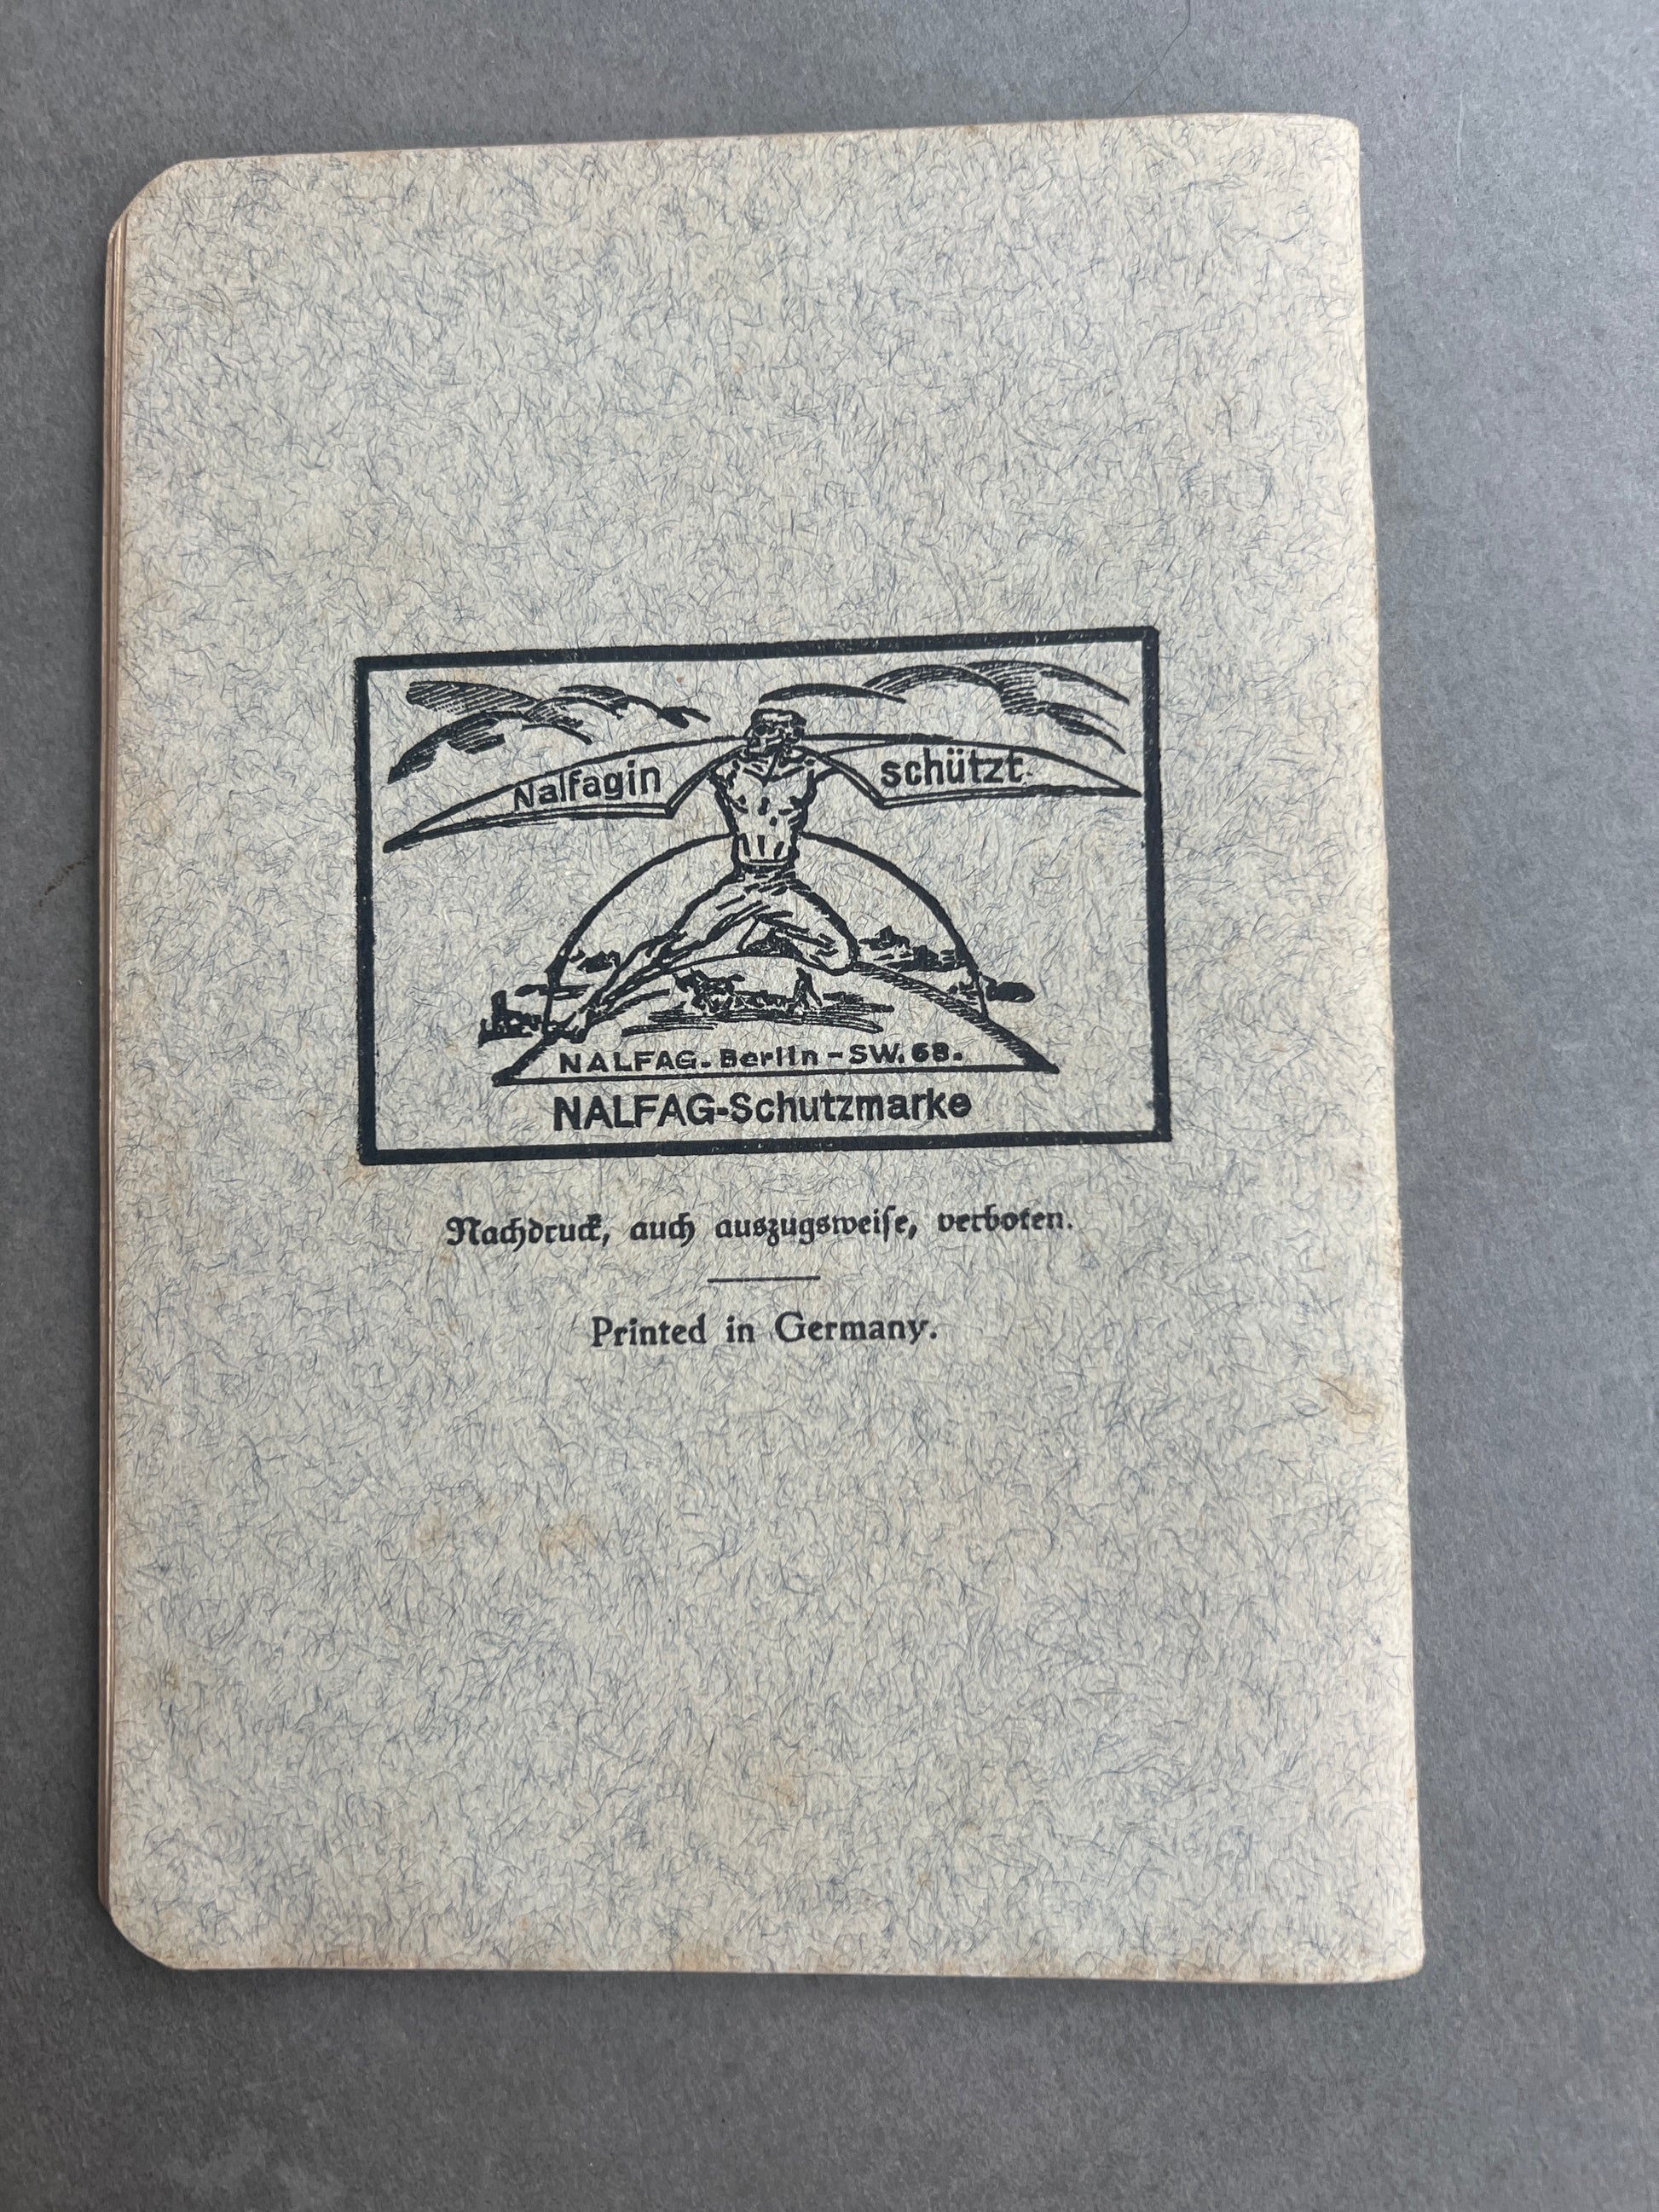 Nalfagin schützt.
NALFAG. Berlin - SW. 68.
NALFAG-Schutzmarke
Nachdruck, auch auszugsweise, verboten.
Printed in Germany.